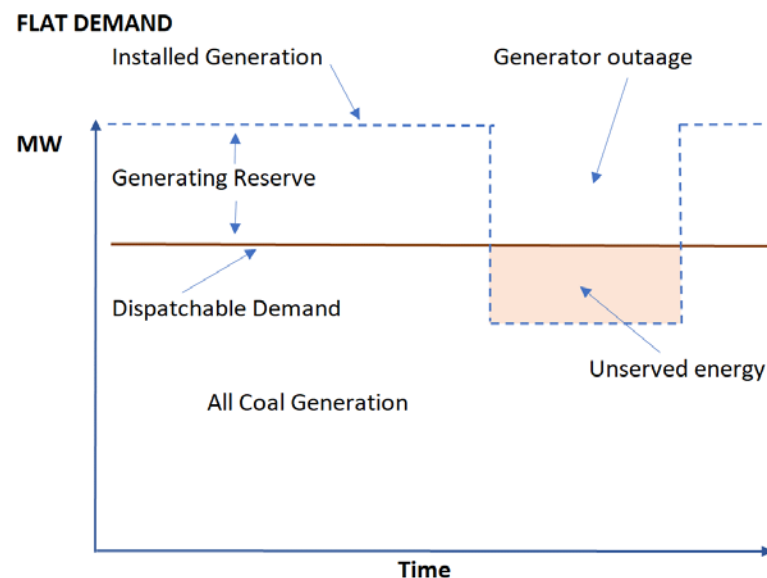 FLAT DEMAND
Installed Generation
Generator outaage
MW
Generating Reserve
Dispatchable Demand
Unserved energy
All Coal Generation
Time